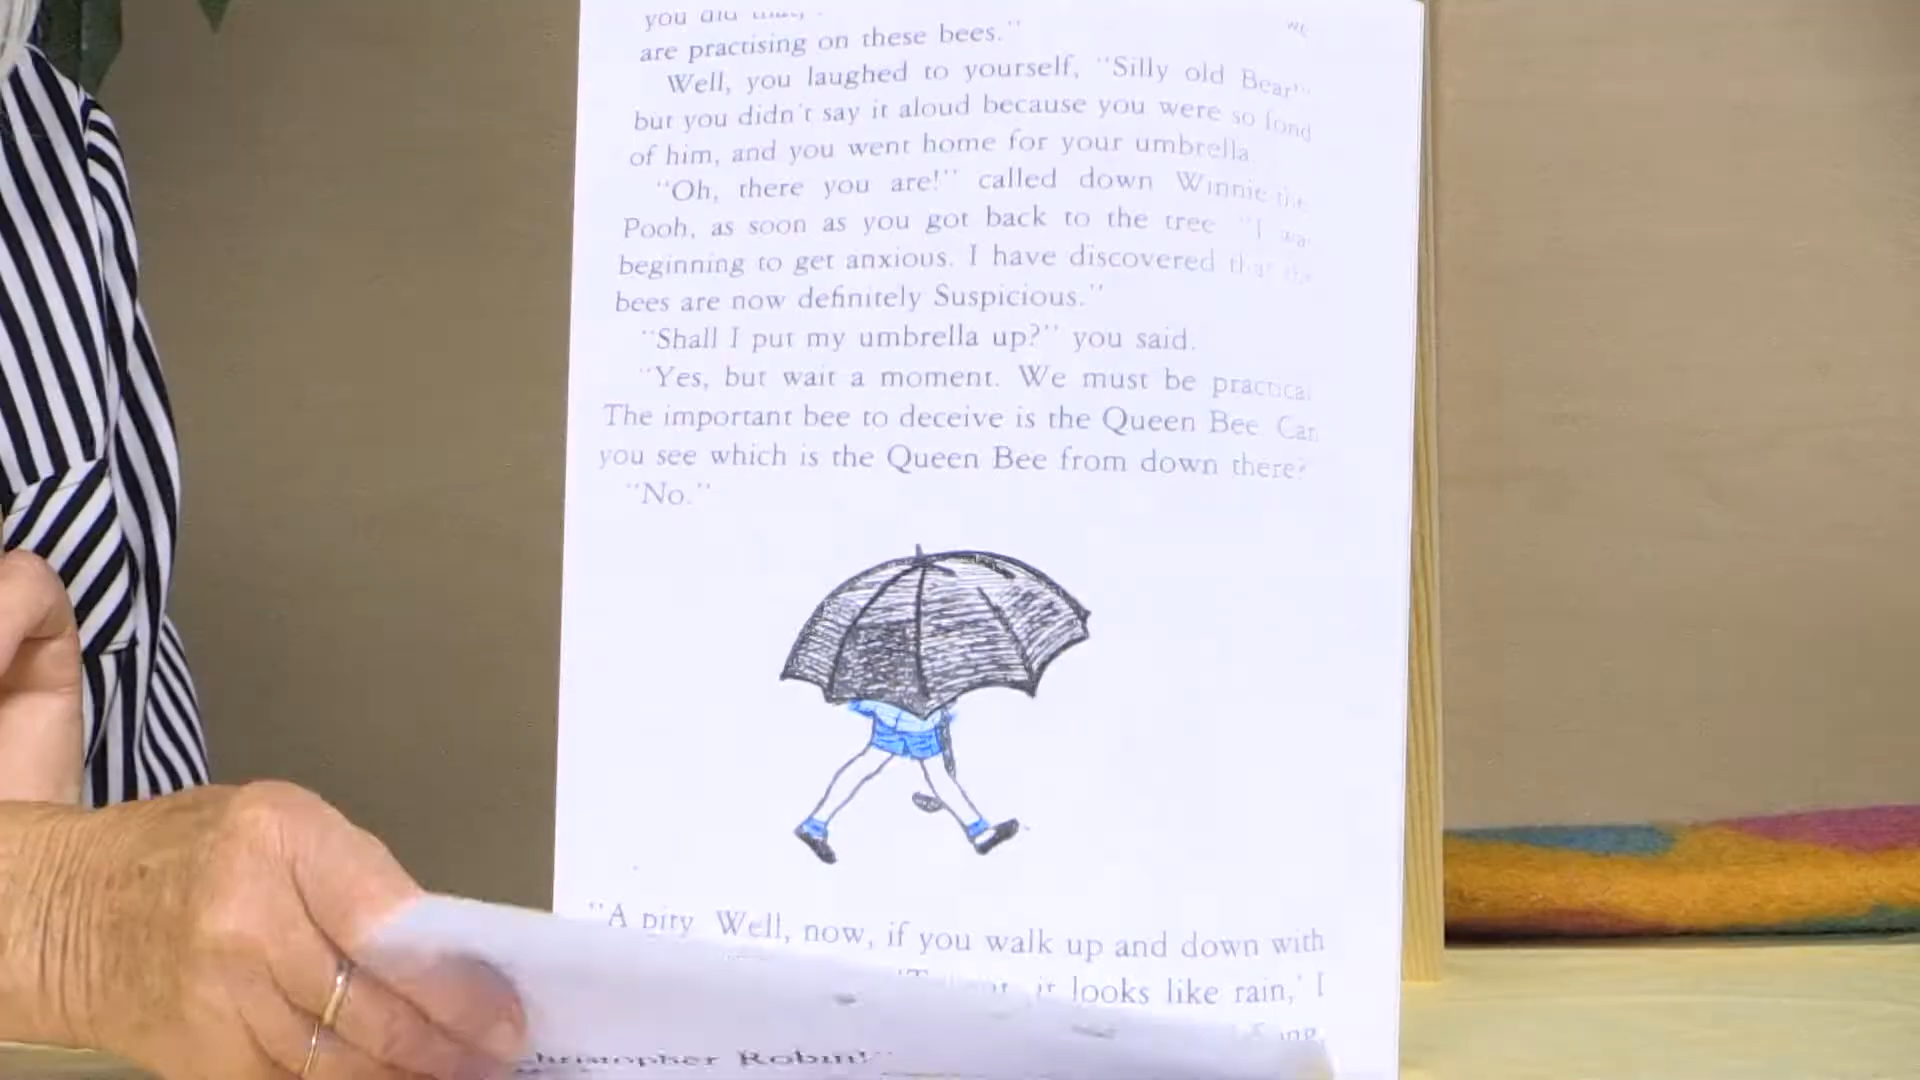 you did
are practising on these bees."
Well, you laughed to yourself, "Silly old Bear!"
but you didn't say it aloud because you were so fond
of him, and you went home for your umbrella
"Oh, there you are!" called down Winnie-the
Pooh, as soon as you got back to the tree "I was
beginning to get anxious. I have discovered that the
bees are now definitely Suspicious."
"Shall I put my umbrella up?" you said.
"Yes, but wait a moment. We must be practical
The important bee to deceive is the Queen Bee Can
you see which is the Queen Bee from down there?
"No."
"A pity Well, now, if you walk up and down with
it looks like rain,' I
Christopher Robin!"